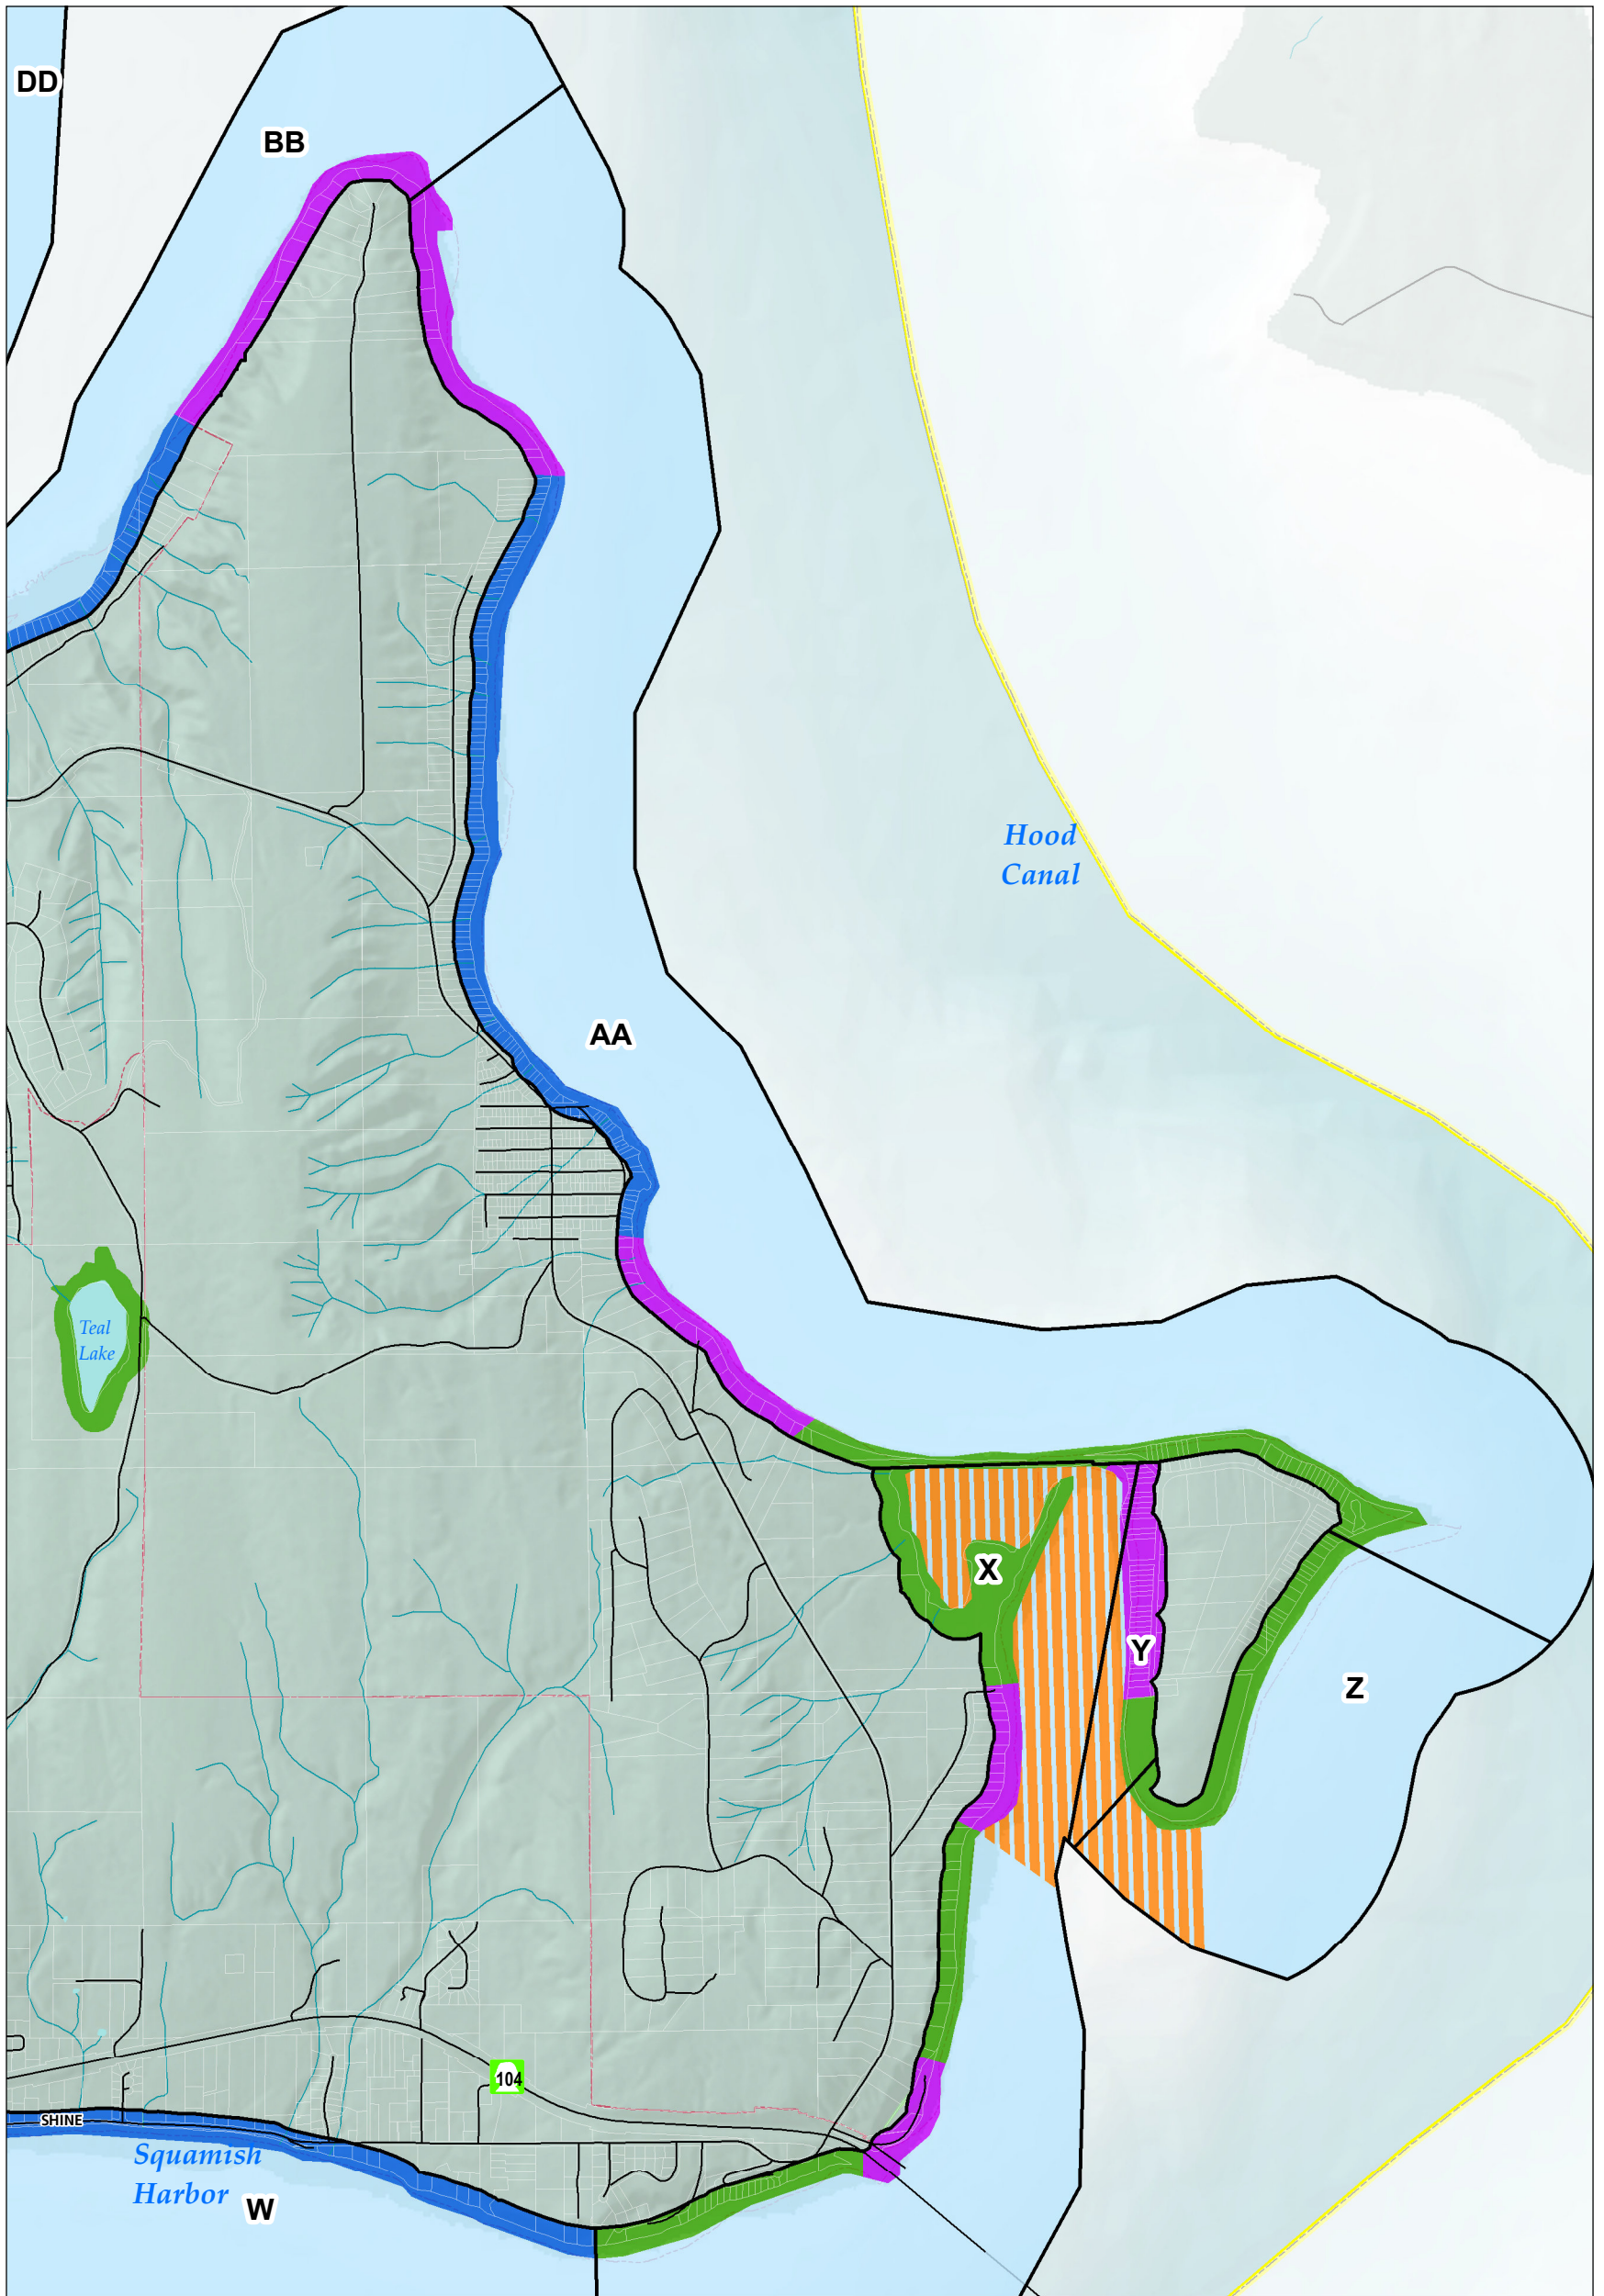 DD
BB
Hood
Canal
AA
Teal
Lake
X
Y
Z
104
SHINE
Squamish
Harbor
W